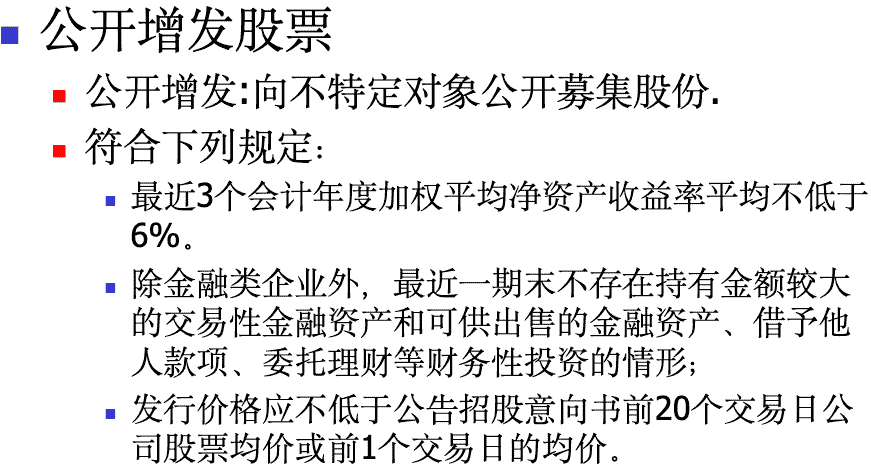 公开增发股票
公开增发:向不特定对象公开募集股份.
符合下列规定：
最近3个会计年度加权平均净资产收益率平均不低于
6%。
除金融类企业外，最近一期末不存在持有金额较大
的交易性金融资产和可供出售的金融资产、借予他
人款项、委托理财等财务性投资的情形；
发行价格应不低于公告招股意向书前20个交易日公
司股票均价或前1个交易日的均价。